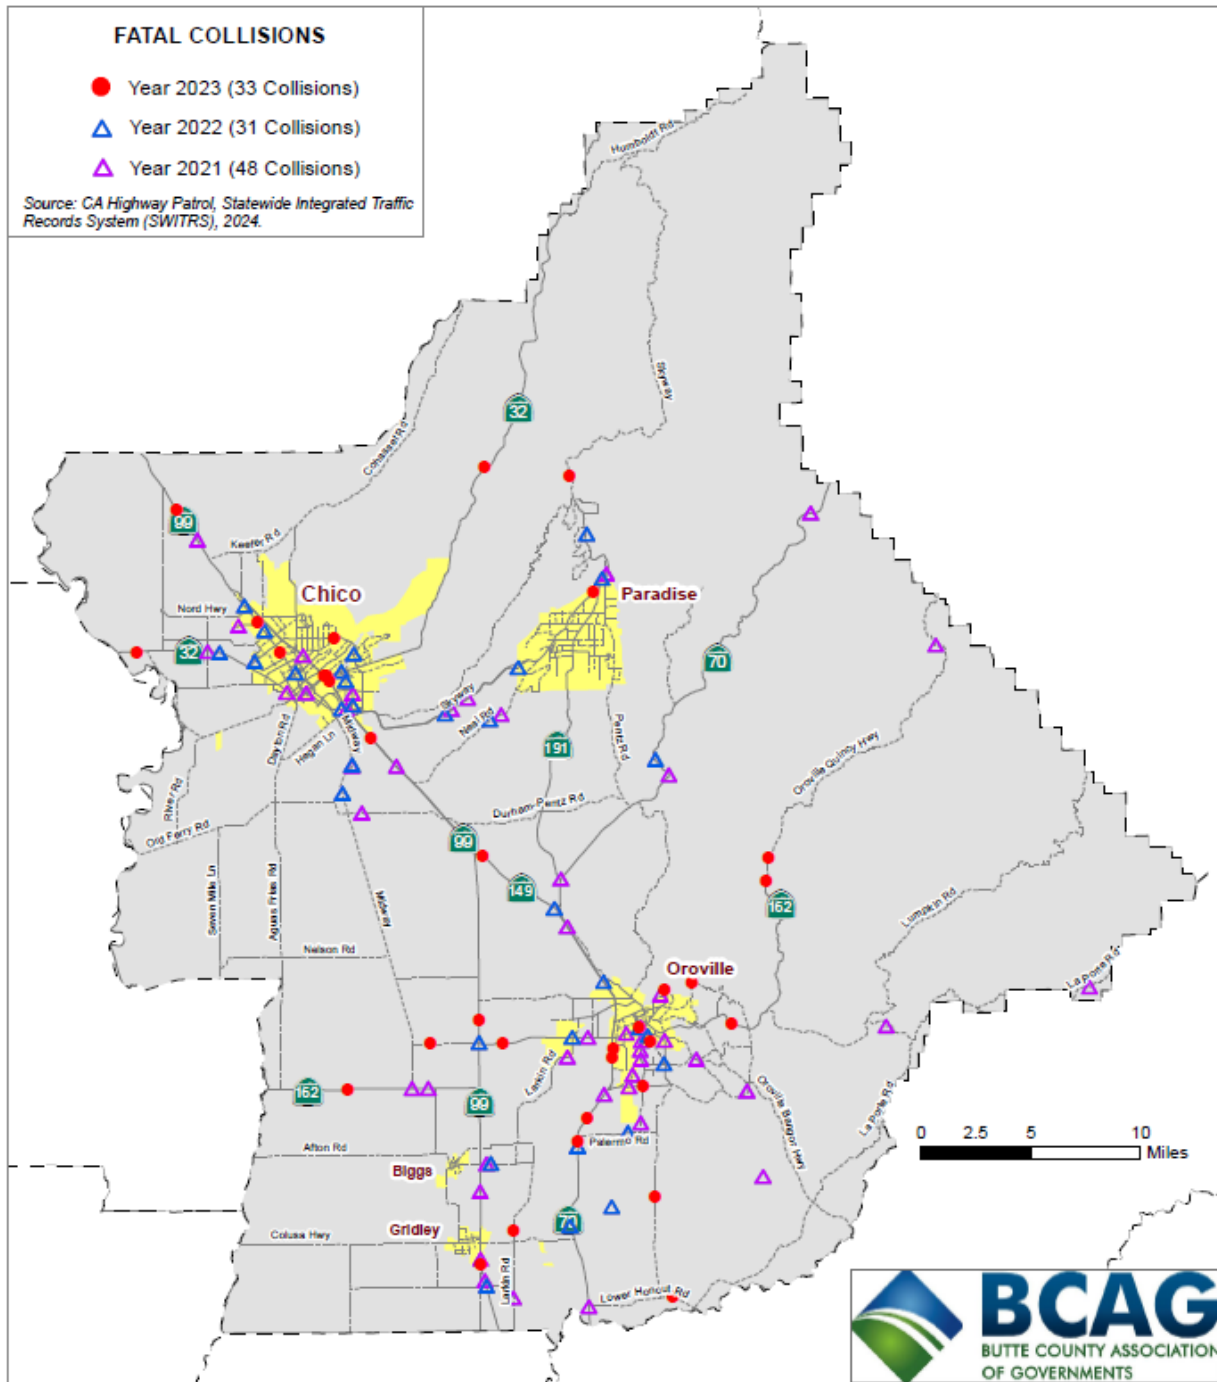 FATAL COLLISIONS
Year 2023 (33 Collisions)
Year 2022 (31 Collisions)
Year 2021 (48 Collisions)
Source: CA Highway Patrol, Statewide Integrated Traffic
Records System (SWITRS), 2024.
Humboldt Rd
Skyway
32
Cohasset Rd
99
Keefer Rd
Chico
Paradise
Nord Hwy
32
70
Skyway
Neal Rd
Midway
Dayton Rd
Hegan Ln
191
Pentz Rd
Oroville Quincy Hwy
River Rd
Durham-Pentz Rd
Old Ferry Rd
99
149
Seven Mile Ln
Aguas Frias Rd
Midway
162
Lumpkin Rd
Nelson Rd
Oroville
La Porte Rd
Larkin Rd
162
99
Oroville Bangor Hwy
La Porte Rd
Afton Rd
Palermo Rd
0 2.5 5 10
Miles
Biggs
Gridley
70
Colusa Hwy
Larkin Rd
Lower Honcut Rd
BCAG
BUTTE COUNTY ASSOCIATION
OF GOVERNMENTS